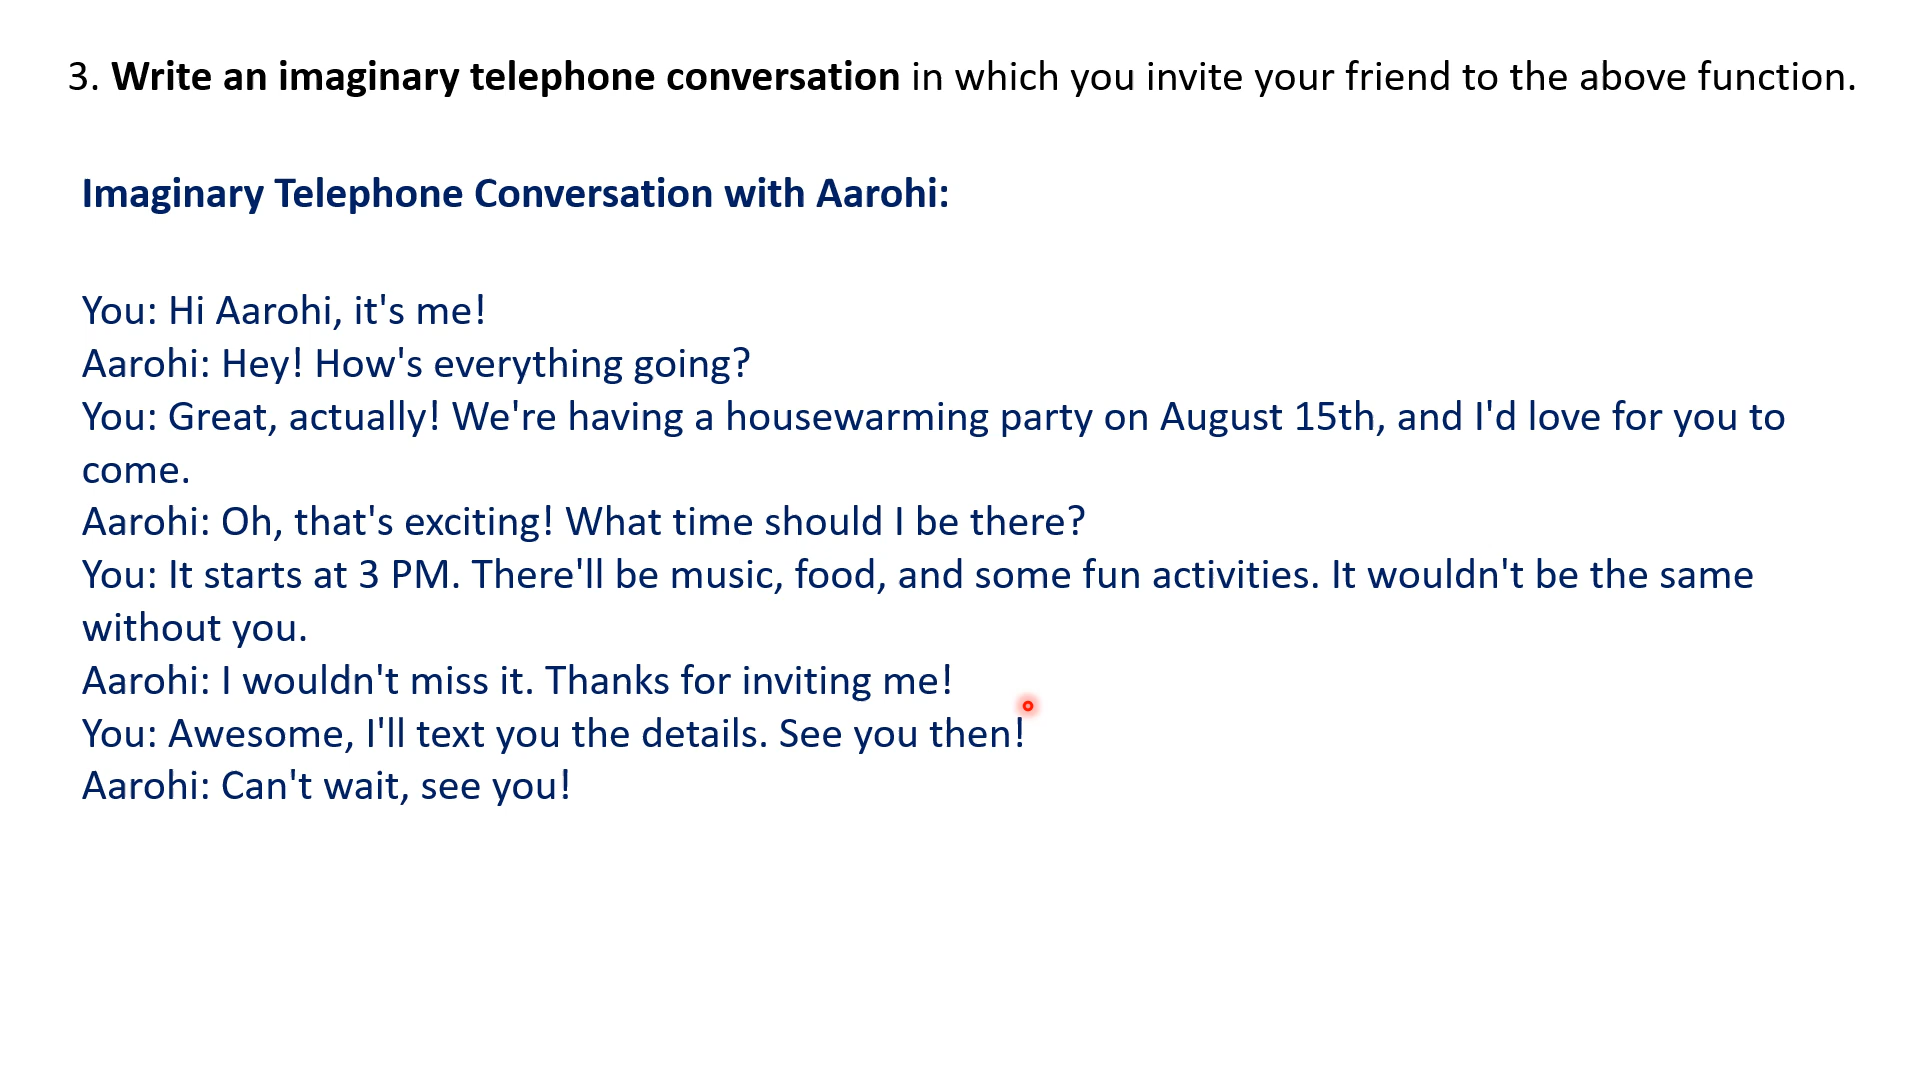 3. Write an imaginary telephone conversation in which you invite your friend to the above function.
Imaginary Telephone Conversation with Aarohi:
You: Hi Aarohi, it's me!
Aarohi: Hey! How's everything going?
You: Great, actually! We're having a housewarming party on August 15th, and I'd love for you to
come.
Aarohi: Oh, that's exciting! What time should I be there?
You: It starts at 3 PM. There'll be music, food, and some fun activities. It wouldn't be the same
without you.
Aarohi: I wouldn't miss it. Thanks for inviting me!
You: Awesome, I'll text you the details. See you then!
Aarohi: Can't wait, see you!